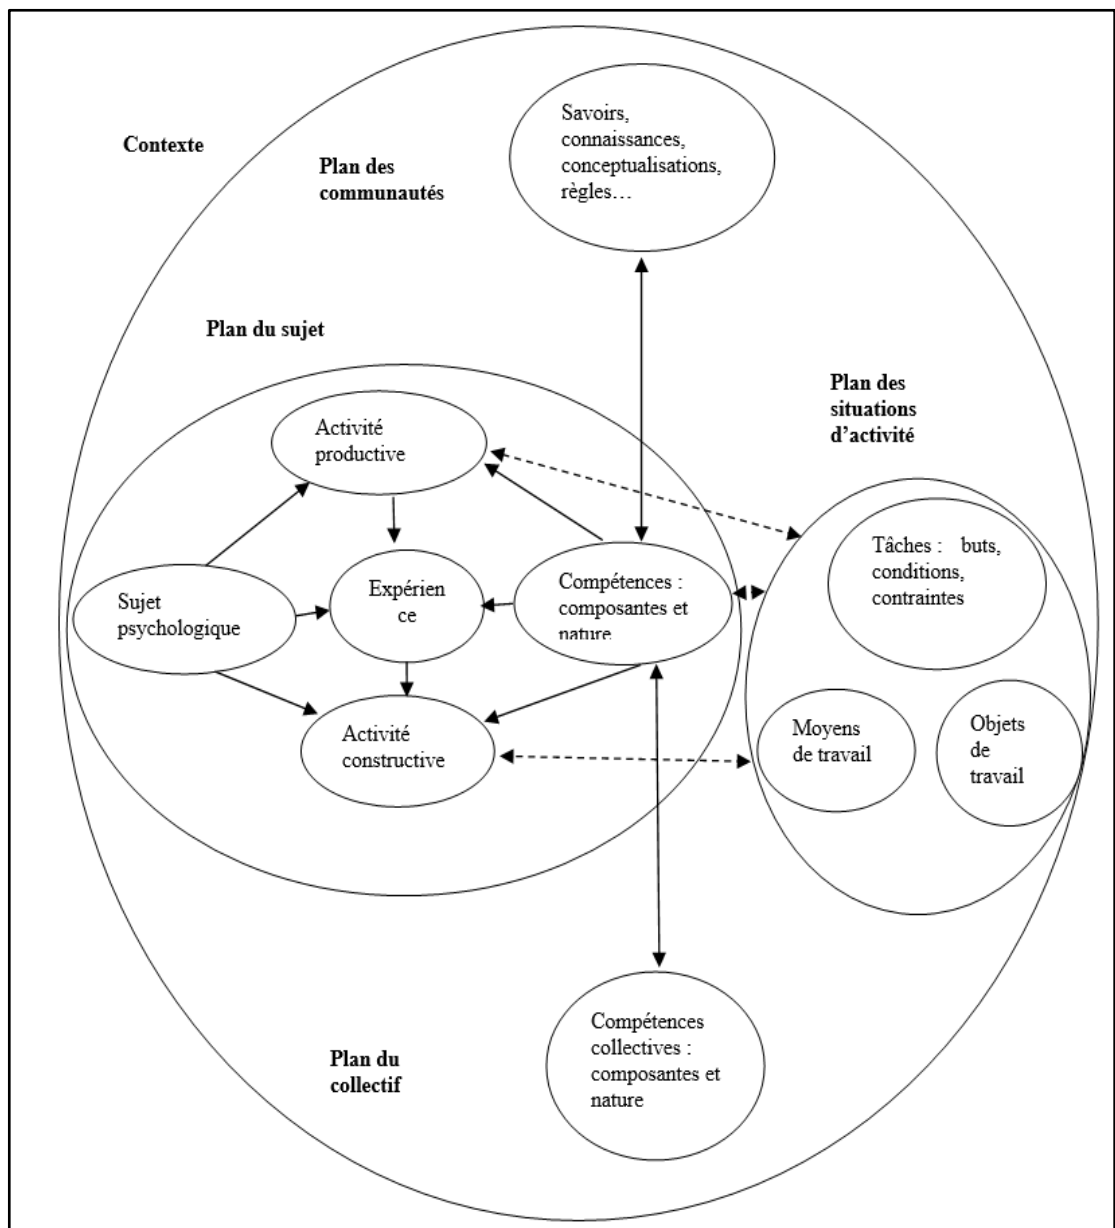 Savoirs,
connaissances,
conceptualisations,
règles…
Contexte
Plan des
communautés
Plan du sujet
Plan des
situations
d’activité
Activité
productive
Tâches : buts,
conditions,
contraintes
Sujet
psychologique
Expérien
ce
Compétences :
composantes et
nature
Activité
constructive
Moyens
de travail
Objets
de
travail
Compétences
collectives :
composantes et
nature
Plan du
collectif